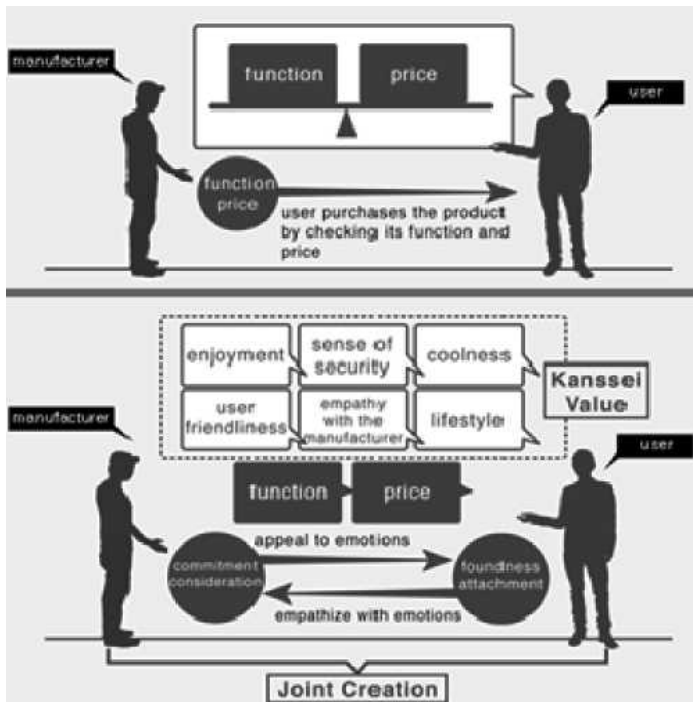 manufacturer
function
price
user
function
price
user purchases the product
by checking its function and
price
enjoyment
sense of
security
coolness
Kanssei
Value
user
friendliness
empathy
with the
manufacturer
lifestyle
manufacturer
user
function
price
appeal to emotions
commitment
consideration
foundness
attachment
empathize with emotions
Joint Creation